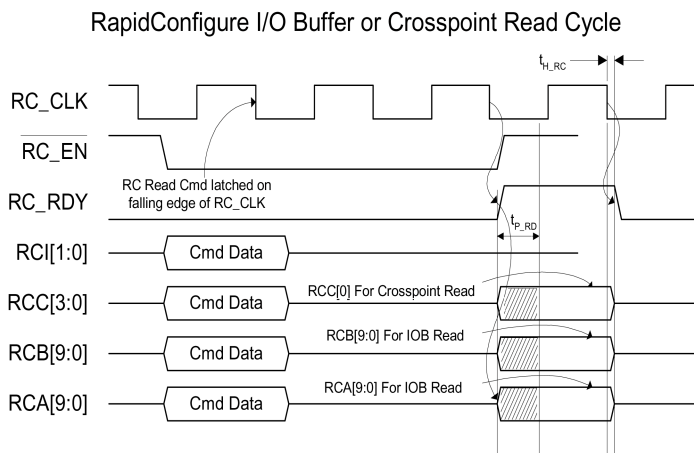 RapidConfigure I/O Buffer or Crosspoint Read Cycle
tH_RC
RC_CLK
RC_EN
RC Read Cmd latched on
falling edge of RC_CLK
RC_RDY
tP_RD
RCI[1:0]
Cmd Data
RCC[3:0]
Cmd Data
RCC[0] For Crosspoint Read
RCB[9:0]
Cmd Data
RCB[9:0] For IOB Read
RCA[9:0]
Cmd Data
RCA[9:0] For IOB Read